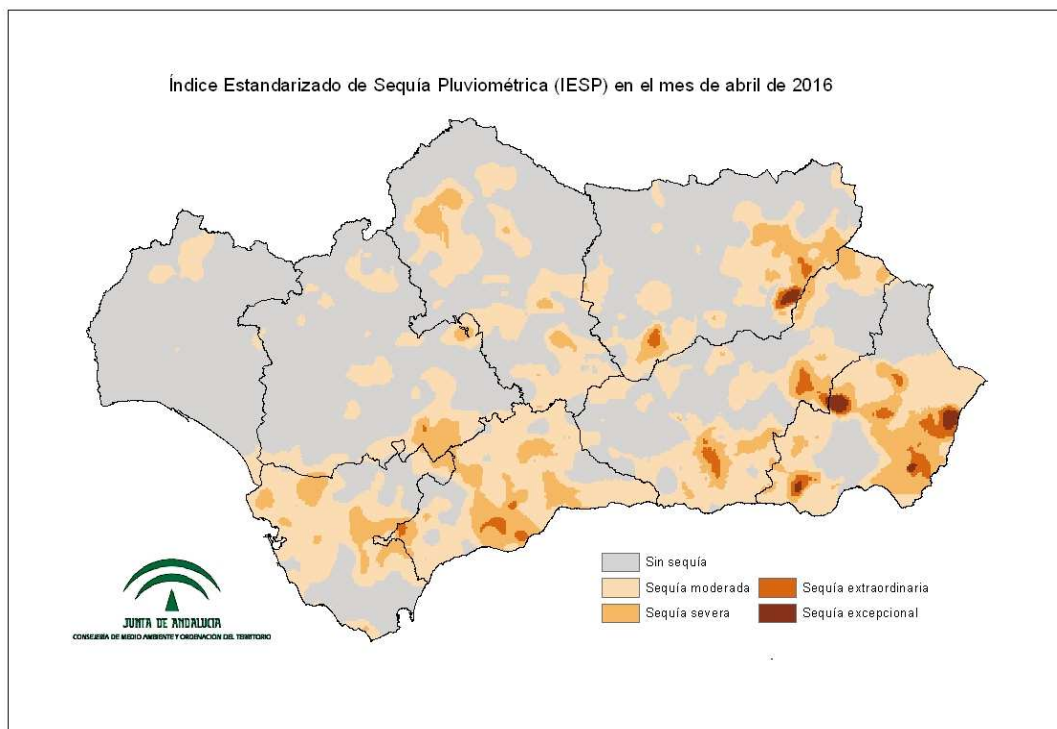 Índice Estandarizado de Sequía Pluviométrica (IESP) en el mes de abril de 2016
Sin sequía
Sequía moderada
Sequía extraordinaria
Sequía severa
Sequía excepcional
JUNTA DE ANDALUCIA
CONSEJERÍA DE MEDIO AMBIENTE Y ORDENACIÓN DEL TERRITORIO